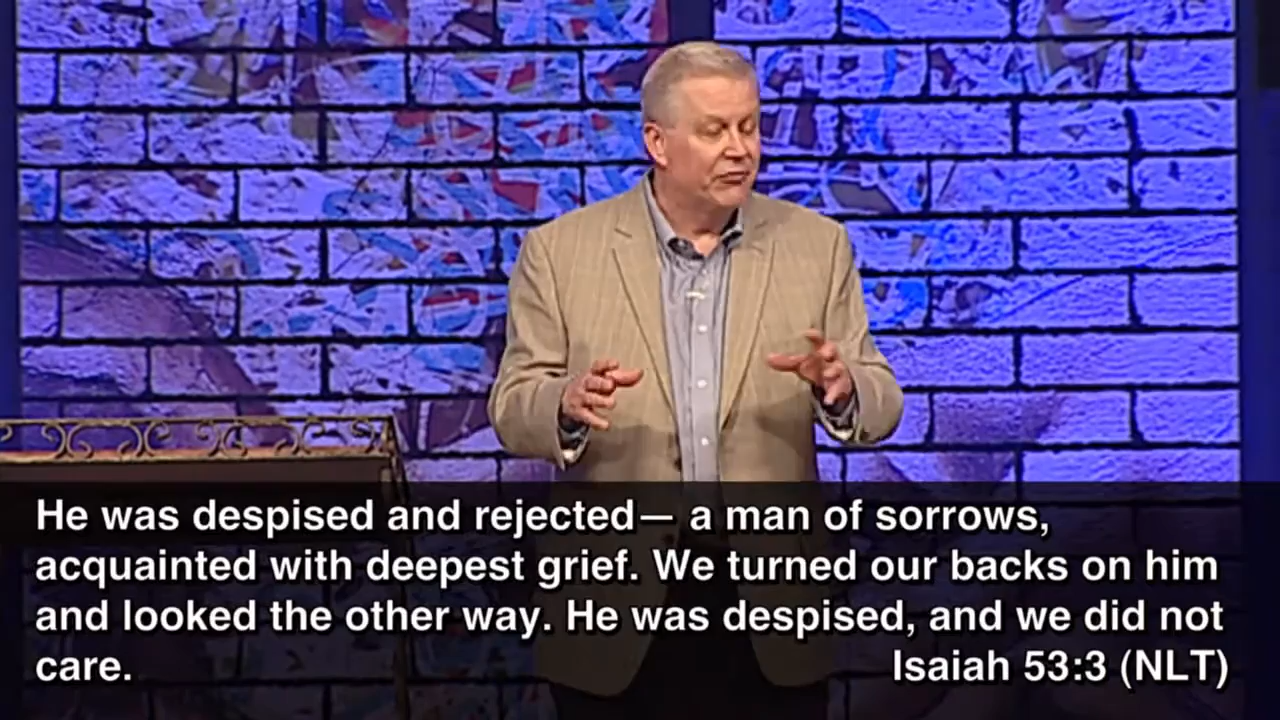 He was despised and rejected— a man of sorrows,
acquainted with deepest grief. We turned our backs on him
and looked the other way. He was despised, and we did not
care. Isaiah 53:3 (NLT)